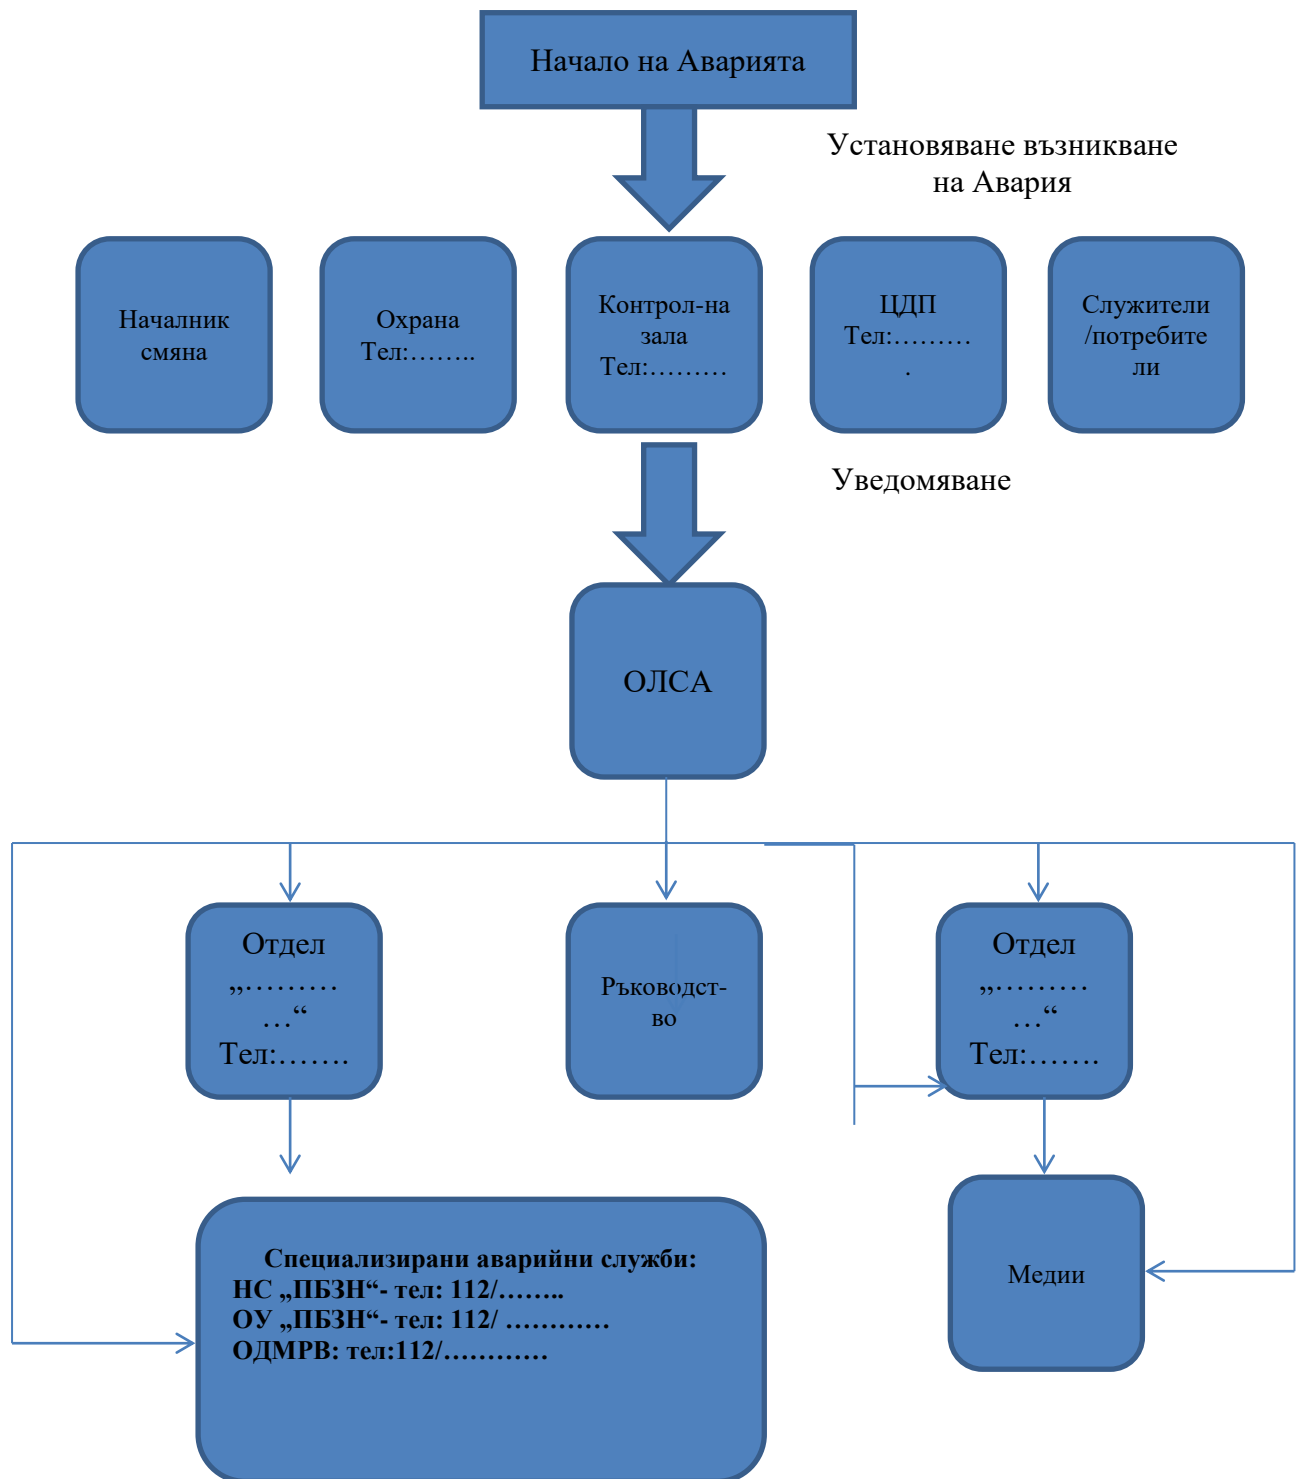 Начало на Аварията
Установяване възникване
на Авария
Началник
смяна
Охрана
Тел:……..
Контрол-на
зала
Тел:………
ЦДП
Тел:………
.
Служители
/потребите
ли
Уведомяване
ОЛСА
Отдел
„………
…“
Тел:…….
Ръководст-
во
Отдел
„………
…“
Тел:…….
Специализирани аварийни служби:
НС „ПБЗН“- тел: 112/……..
ОУ „ПБЗН“- тел: 112/ …………
ОДМРВ: тел:112/…………
Медии